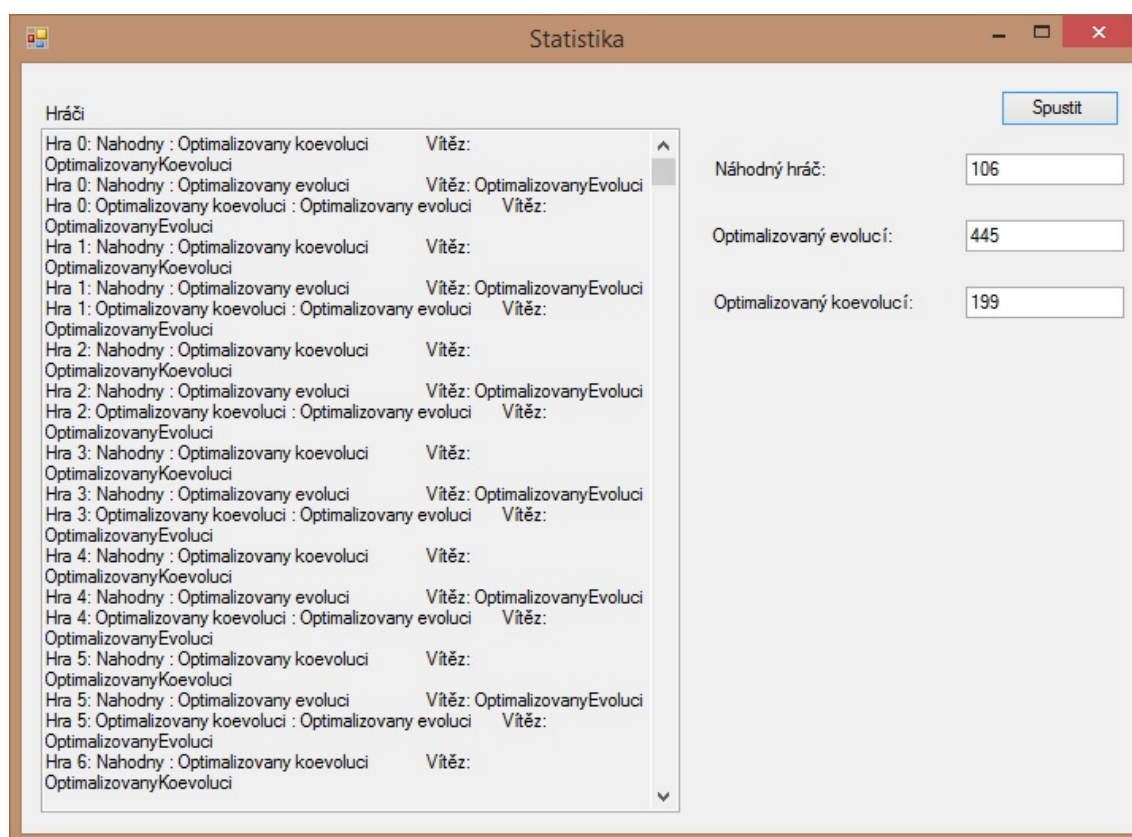 Statistika
Hráči
Spustit
Hra 0: Nahodny : Optimalizovany koevoluci Vítěz:
OptimalizovanyKoevoluci
Hra 0: Nahodny : Optimalizovany evoluci Vítěz: OptimalizovanyEvoluci
Hra 0: Optimalizovany koevoluci : Optimalizovany evoluci Vítěz:
OptimalizovanyEvoluci
Hra 1: Nahodny : Optimalizovany koevoluci Vítěz:
OptimalizovanyKoevoluci
Hra 1: Nahodny : Optimalizovany evoluci Vítěz: OptimalizovanyEvoluci
Hra 1: Optimalizovany koevoluci : Optimalizovany evoluci Vítěz:
OptimalizovanyEvoluci
Hra 2: Nahodny : Optimalizovany koevoluci Vítěz:
OptimalizovanyKoevoluci
Hra 2: Nahodny : Optimalizovany evoluci Vítěz: OptimalizovanyEvoluci
Hra 2: Optimalizovany koevoluci : Optimalizovany evoluci Vítěz:
OptimalizovanyEvoluci
Hra 3: Nahodny : Optimalizovany koevoluci Vítěz:
OptimalizovanyKoevoluci
Hra 3: Nahodny : Optimalizovany evoluci Vítěz: OptimalizovanyEvoluci
Hra 3: Optimalizovany koevoluci : Optimalizovany evoluci Vítěz:
OptimalizovanyEvoluci
Hra 4: Nahodny : Optimalizovany koevoluci Vítěz:
OptimalizovanyKoevoluci
Hra 4: Nahodny : Optimalizovany evoluci Vítěz: OptimalizovanyEvoluci
Hra 4: Optimalizovany koevoluci : Optimalizovany evoluci Vítěz:
OptimalizovanyEvoluci
Hra 5: Nahodny : Optimalizovany koevoluci Vítěz:
OptimalizovanyKoevoluci
Hra 5: Nahodny : Optimalizovany evoluci Vítěz: OptimalizovanyEvoluci
Hra 5: Optimalizovany koevoluci : Optimalizovany evoluci Vítěz:
OptimalizovanyEvoluci
Hra 6: Nahodny : Optimalizovany koevoluci Vítěz:
OptimalizovanyKoevoluci
Náhodný hráč: 106
Optimalizovaný evolucí: 445
Optimalizovaný koevolucí: 199